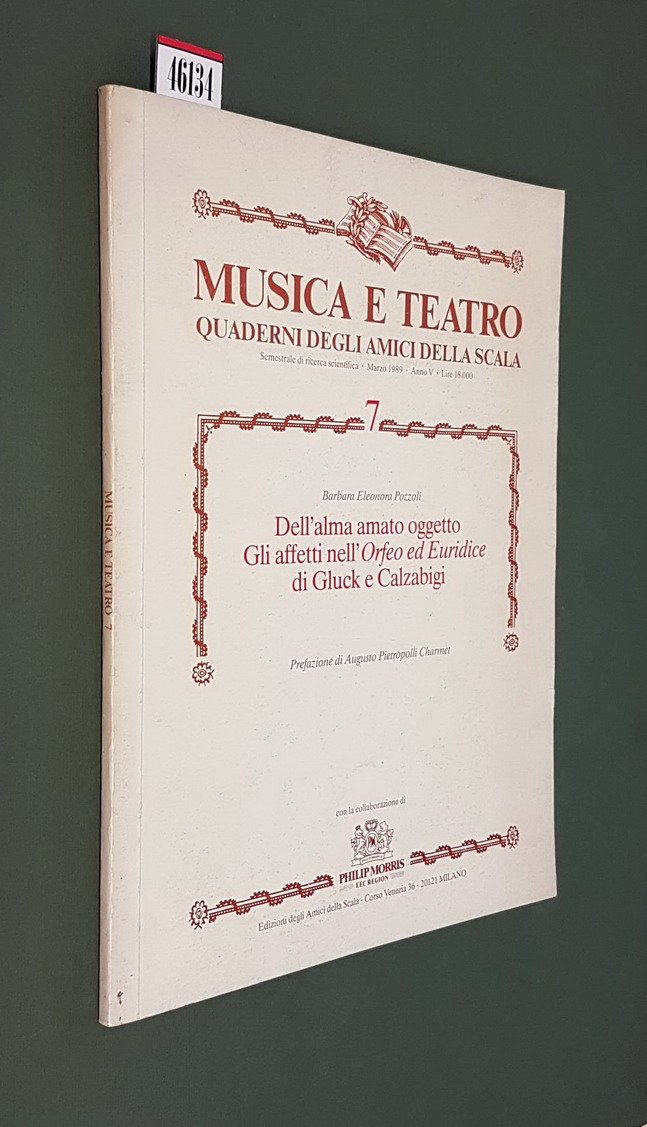 46134
MUSICA E TEATRO
QUADERNI DEGLI AMICI DELLA SCALA
Semestrale di ricerca scientifica · Marzo 1989 · Anno V · Lire 18.000
7
Barbara Eleonora Pozzoli
Dell'alma amato oggetto
Gli affetti nell'Orfeo ed Euridice
di Gluck e Calzabigi
Prefazione di Augusto Pietropolli Charmet
con la collaborazione di
PHILIP MORRIS
EEC REGION
Edizioni degli Amici della Scala - Corso Venezia 36 - 20121 MILANO
MUSICA E TEATRO 7